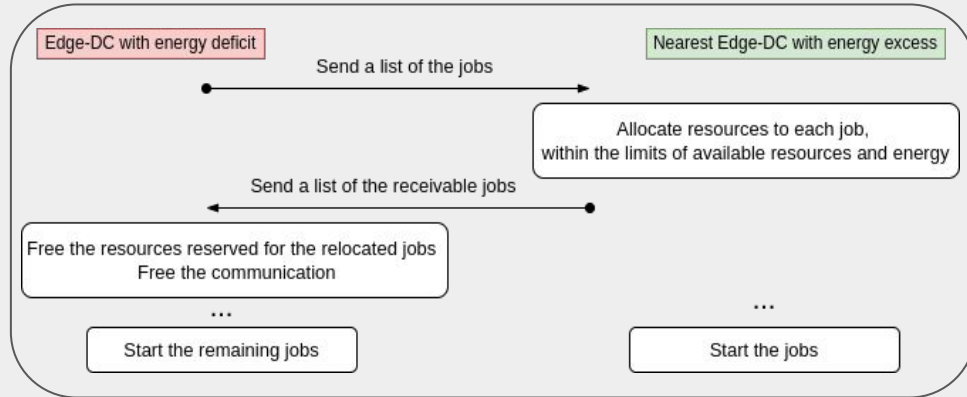 Edge-DC with energy deficit
Nearest Edge-DC with energy excess
Send a list of the jobs
Allocate resources to each job,
within the limits of available resources and energy
Send a list of the receivable jobs
Free the resources reserved for the relocated jobs
Free the communication
...
...
Start the remaining jobs
Start the jobs